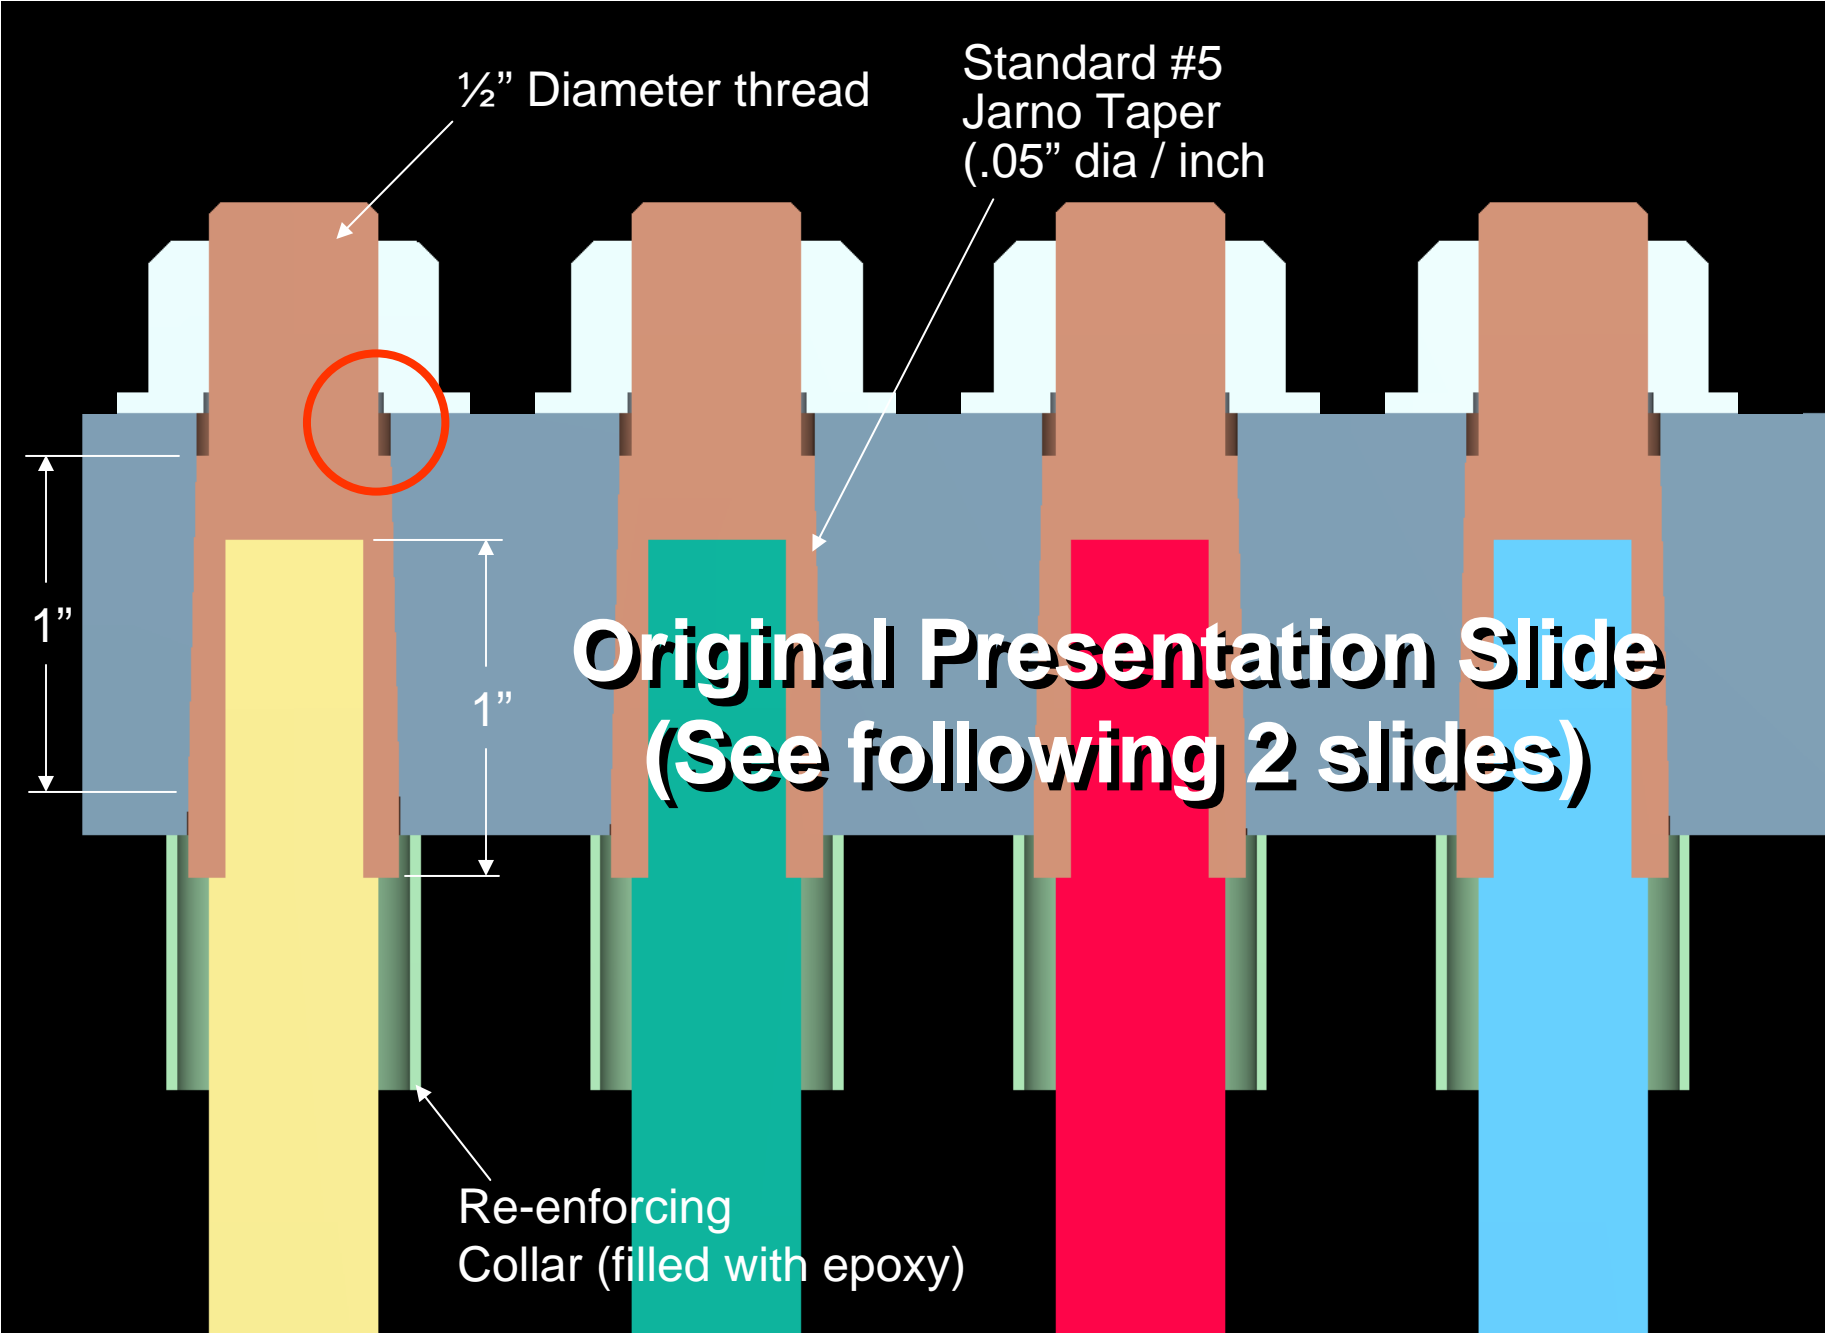 ½” Diameter thread
Standard #5
Jarno Taper
(.05” dia / inch
1”
1”
Original Presentation Slide
(See following 2 slides)
Re-enforcing
Collar (filled with epoxy)